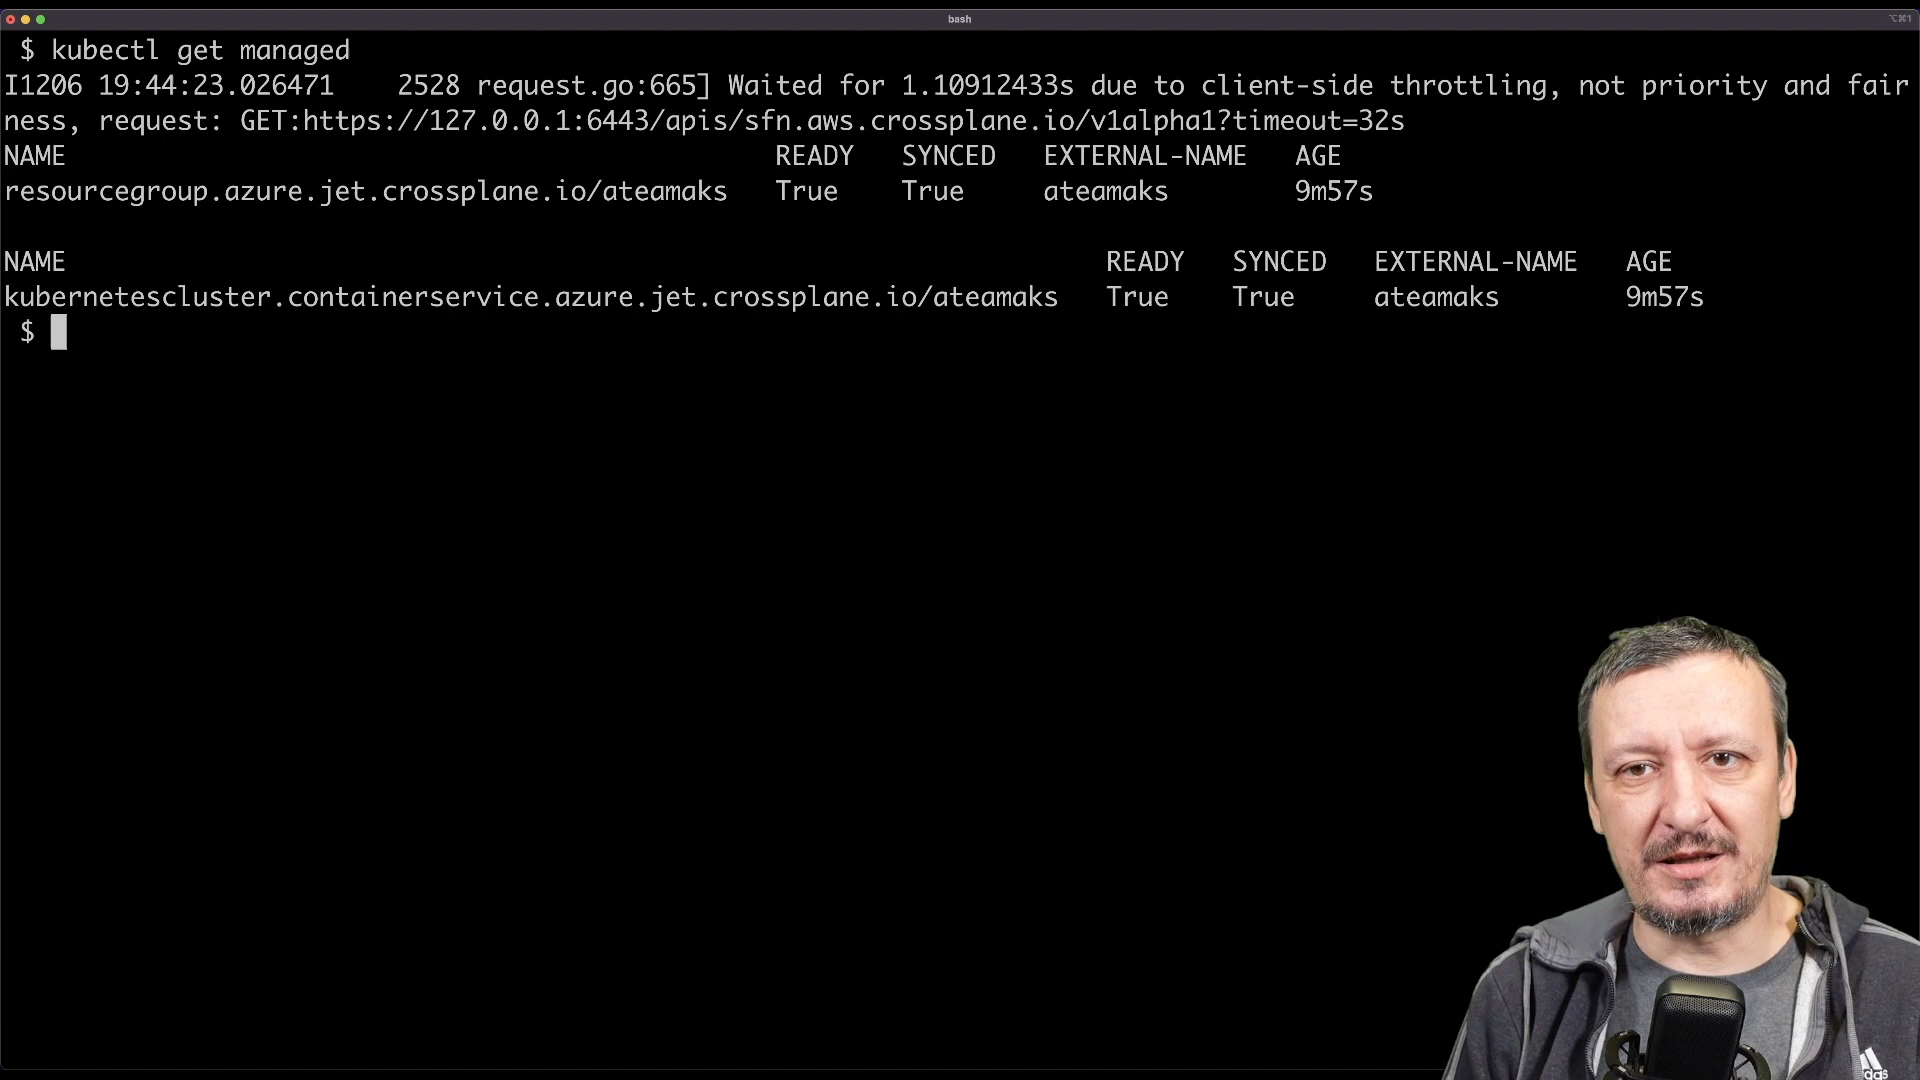 bash
⌥⌘1
$ kubectl get managed
I1206 19:44:23.026471    2528 request.go:665] Waited for 1.10912433s due to client-side throttling, not priority and fair
ness, request: GET:https://127.0.0.1:6443/apis/sfn.aws.crossplane.io/v1alpha1?timeout=32s
NAME READY SYNCED EXTERNAL-NAME AGE
resourcegroup.azure.jet.crossplane.io/ateamaks True True ateamaks 9m57s
NAME READY SYNCED EXTERNAL-NAME AGE
kubernetescluster.containerservice.azure.jet.crossplane.io/ateamaks True True ateamaks 9m57s
$